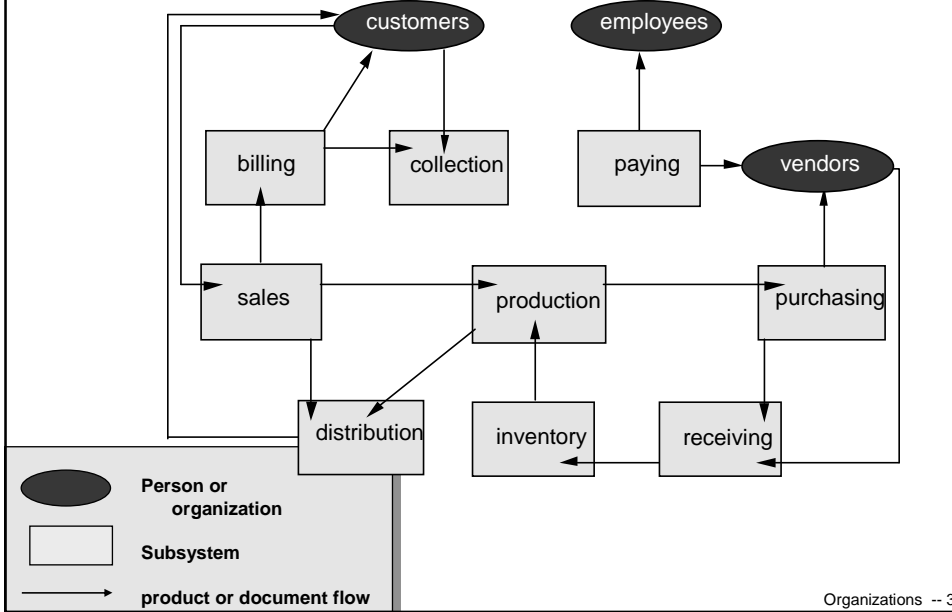 customers
employees
billing
collection
paying
vendors
sales
production
purchasing
distribution
inventory
receiving
Person or
organization
Subsystem
product or document flow
Organizations -- 3